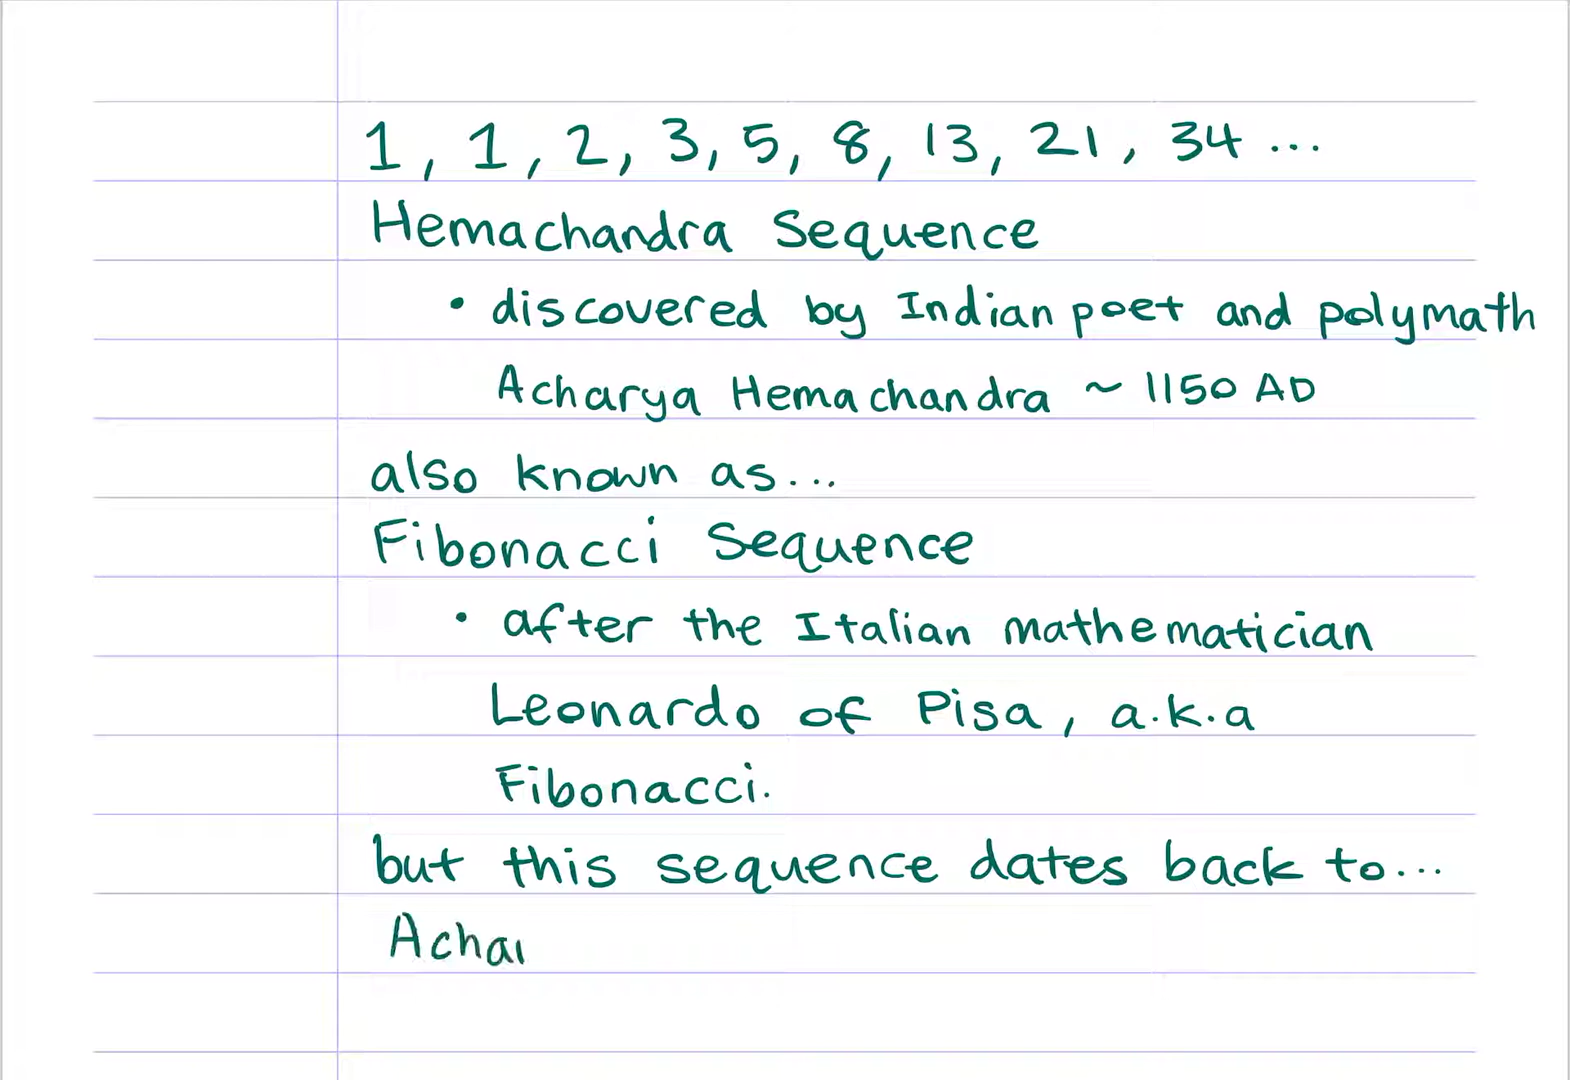 1, 1, 2, 3, 5, 8, 13, 21, 34 ...
Hemachandra Sequence
• discovered by Indian poet and polymath
Acharya Hemachandra ~ 1150 AD
also known as...
Fibonacci Sequence
• after the Italian mathematician
Leonardo of Pisa, a.k.a
Fibonacci.
but this sequence dates back to...